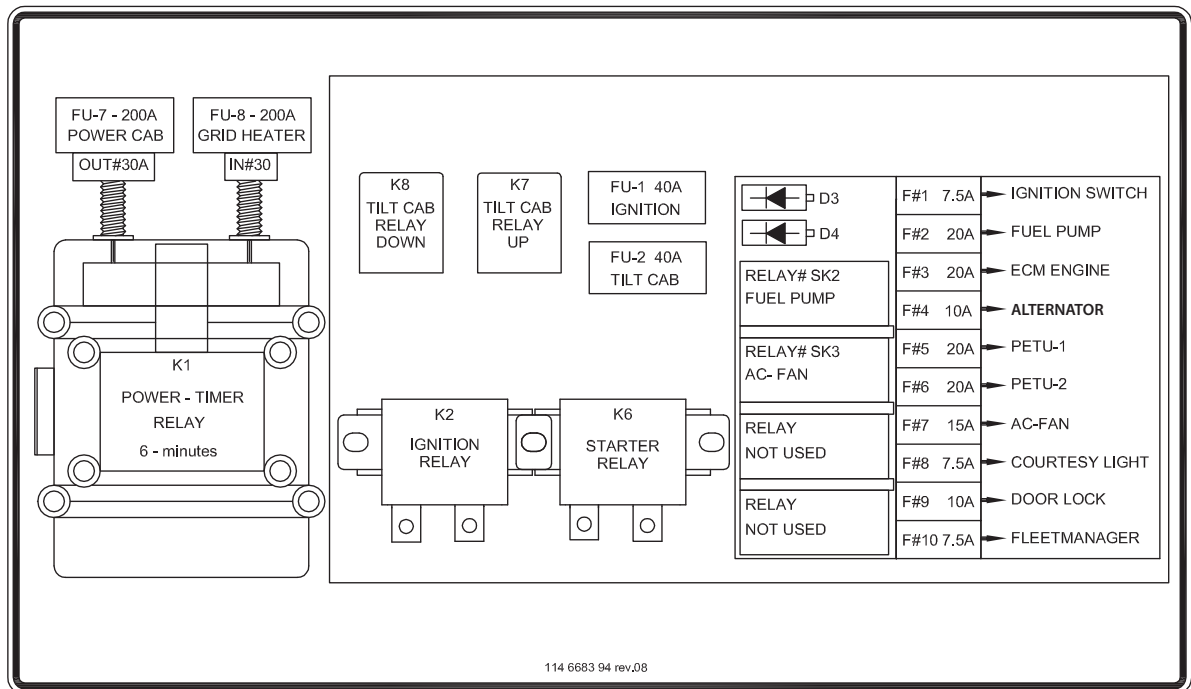 FU-7 - 200A
POWER CAB
OUT#30A
FU-8 - 200A
GRID HEATER
IN#30
K1
POWER - TIMER
RELAY
6 - minutes
K8
TILT CAB
RELAY
DOWN
K7
TILT CAB
RELAY
UP
FU-1 40A
IGNITION
FU-2 40A
TILT CAB
K2
IGNITION
RELAY
K6
STARTER
RELAY
D3
D4
RELAY# SK2
FUEL PUMP
RELAY# SK3
AC- FAN
RELAY
NOT USED
RELAY
NOT USED
F#1 7.5A IGNITION SWITCH
F#2 20A FUEL PUMP
F#3 20A ECM ENGINE
F#4 10A ALTERNATOR
F#5 20A PETU-1
F#6 20A PETU-2
F#7 15A AC-FAN
F#8 7.5A COURTESY LIGHT
F#9 10A DOOR LOCK
F#10 7.5A FLEETMANAGER
114 6683 94 rev.08